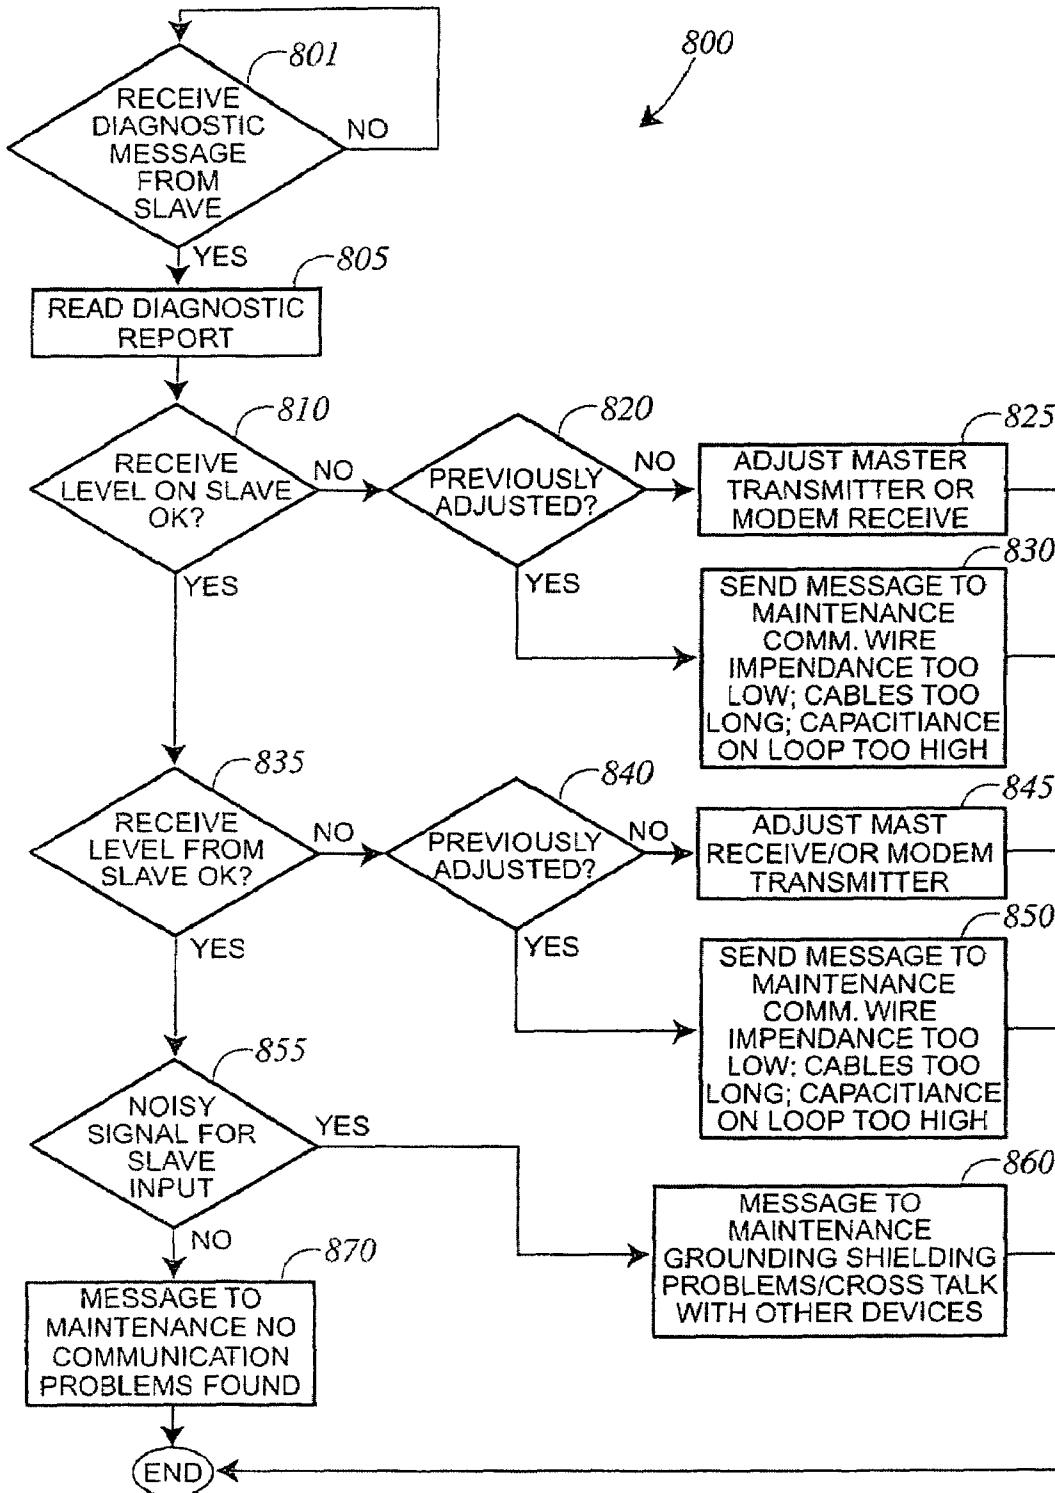 801
800
RECEIVE
DIAGNOSTIC
MESSAGE
FROM
SLAVE
NO
YES
805
READ DIAGNOSTIC
REPORT
810
RECEIVE
LEVEL ON SLAVE
OK?
NO
YES
820
PREVIOUSLY
ADJUSTED?
NO
YES
825
ADJUST MASTER
TRANSMITTER OR
MODEM RECEIVE
830
SEND MESSAGE TO
MAINTENANCE
COMM. WIRE
IMPENDANCE TOO
LOW; CABLES TOO
LONG; CAPACITIANCE
ON LOOP TOO HIGH
835
RECEIVE
LEVEL FROM
SLAVE OK?
NO
YES
840
PREVIOUSLY
ADJUSTED?
NO
YES
845
ADJUST MAST
RECEIVE/OR MODEM
TRANSMITTER
850
SEND MESSAGE TO
MAINTENANCE
COMM. WIRE
IMPENDANCE TOO
LOW: CABLES TOO
LONG; CAPACITIANCE
ON LOOP TOO HIGH
855
NOISY
SIGNAL FOR
SLAVE
INPUT
YES
NO
860
MESSAGE TO
MAINTENANCE
GROUNDING SHIELDING
PROBLEMS/CROSS TALK
WITH OTHER DEVICES
870
MESSAGE TO
MAINTENANCE NO
COMMUNICATION
PROBLEMS FOUND
END